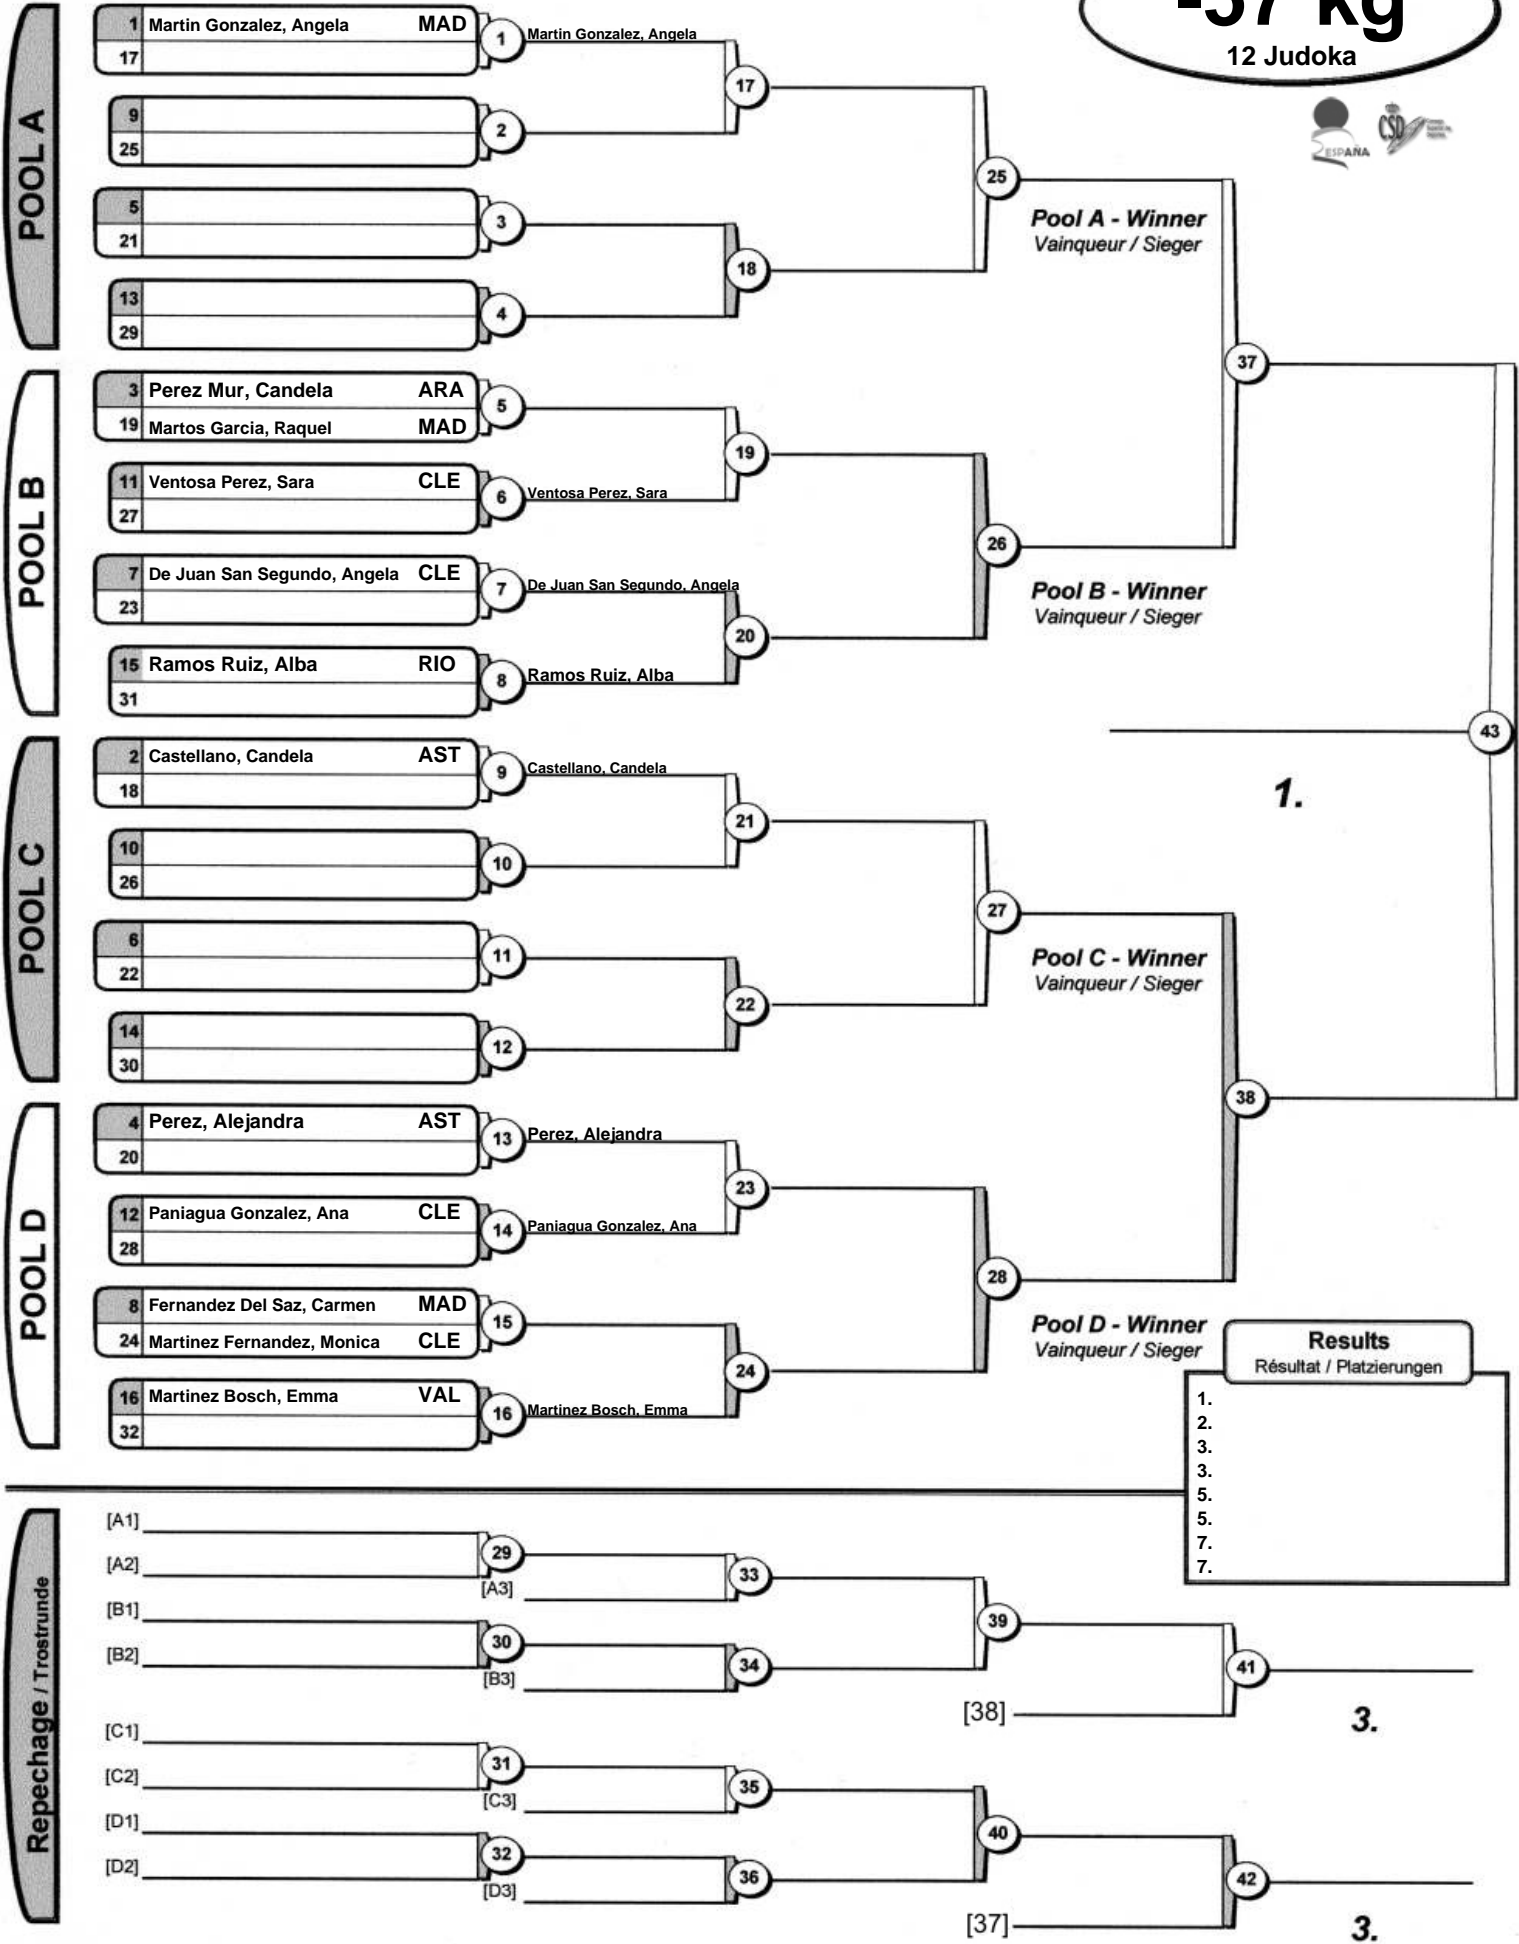 -57 kg
12 Judoka
ESPAÑA
CSD
POOL A
1 Martin Gonzalez, Angela MAD
17
1 Martin Gonzalez, Angela
17
9
25
2
5
21
3
18
13
29
4
25
Pool A - Winner
Vainqueur / Sieger
POOL B
3 Perez Mur, Candela ARA
19 Martos Garcia, Raquel MAD
5
19
11 Ventosa Perez, Sara CLE
27
6 Ventosa Perez, Sara
7 De Juan San Segundo, Angela CLE
23
7 De Juan San Segundo, Angela
20
15 Ramos Ruiz, Alba RIO
31
8 Ramos Ruiz, Alba
26
Pool B - Winner
Vainqueur / Sieger
37
43
1.
POOL C
2 Castellano, Candela AST
18
9 Castellano, Candela
21
10
26
10
6
22
11
22
14
30
12
27
Pool C - Winner
Vainqueur / Sieger
POOL D
4 Perez, Alejandra AST
20
13 Perez, Alejandra
23
12 Paniagua Gonzalez, Ana CLE
28
14 Paniagua Gonzalez, Ana
8 Fernandez Del Saz, Carmen MAD
24 Martinez Fernandez, Monica CLE
15
24
16 Martinez Bosch, Emma VAL
32
16 Martinez Bosch, Emma
28
Pool D - Winner
Vainqueur / Sieger
38
Results
Résultat / Platzierungen
1.
2.
3.
3.
5.
5.
7.
7.
Repechage / Trostrunde
[A1]
[A2]
29
[A3]
33
[B1]
[B2]
30
[B3]
34
39
[38]
41
3.
[C1]
[C2]
31
[C3]
35
[D1]
[D2]
32
[D3]
36
40
[37]
42
3.